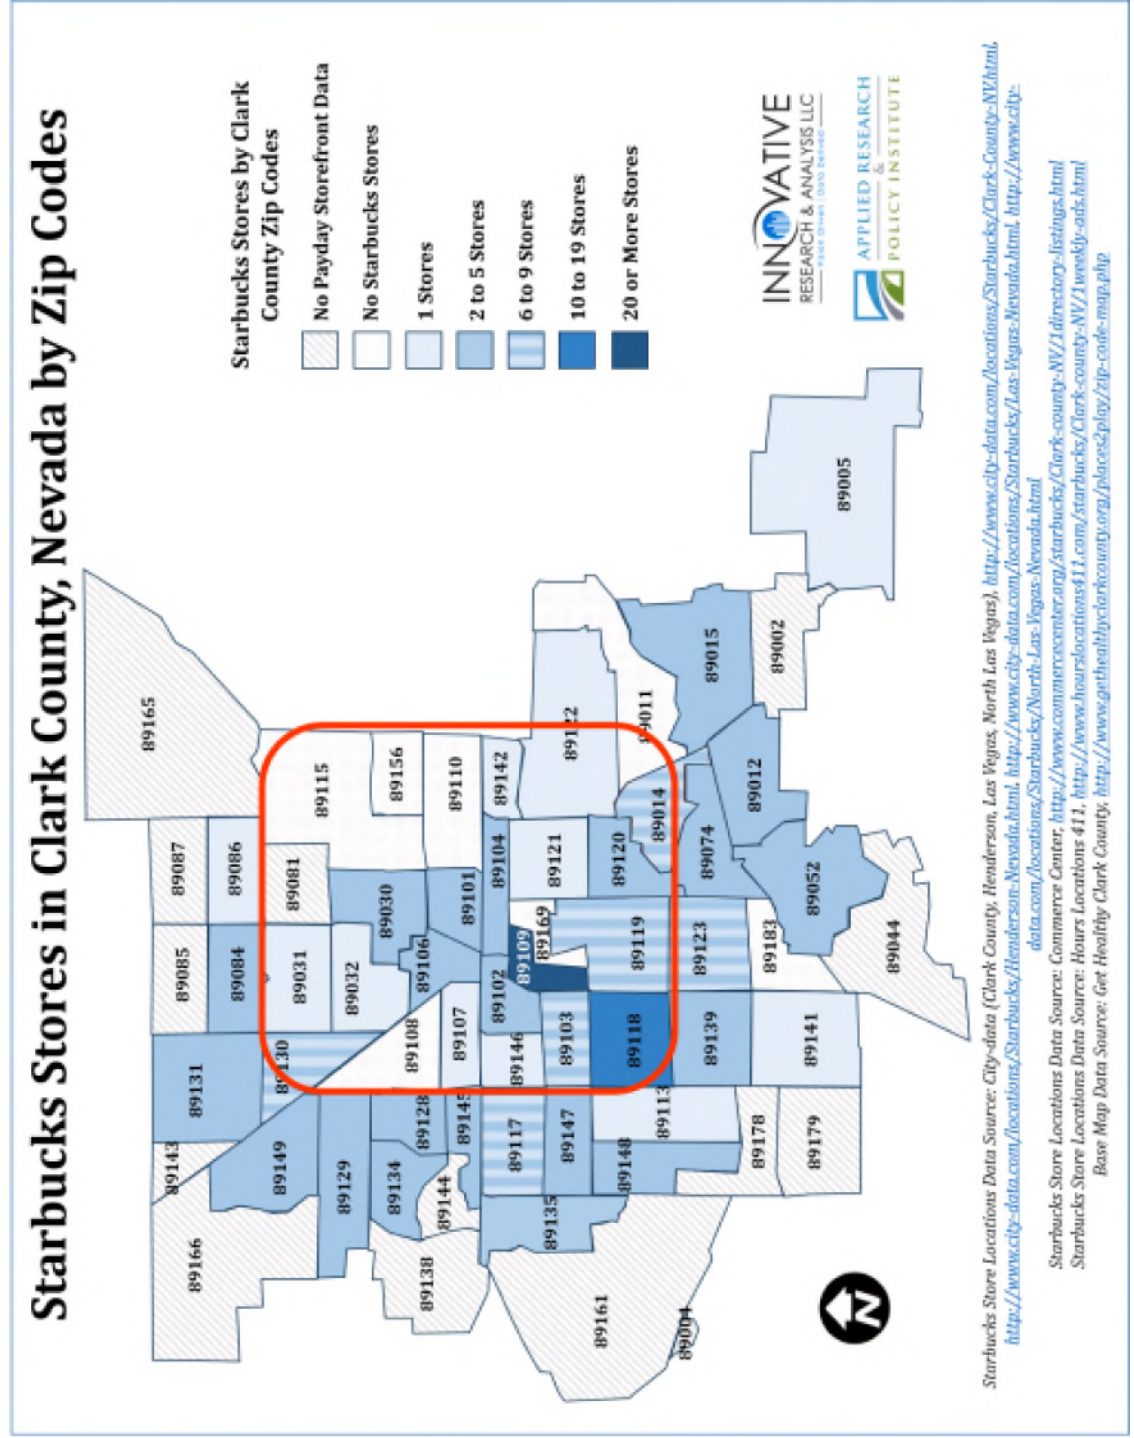 Starbucks Stores in Clark County, Nevada by Zip Codes
Starbucks Stores by Clark
County Zip Codes
No Payday Storefront Data
No Starbucks Stores
1 Stores
2 to 5 Stores
6 to 9 Stores
10 to 19 Stores
20 or More Stores
INNOVATIVE
RESEARCH & ANALYSIS LLC
APPLIED RESEARCH
&
POLICY INSTITUTE
89165
89166
89143
89131
89085
89087
89084
89086
89149
89130
89031
89081
89115
89129
89032
89030
89156
89134
89128
89108
89106
89138
89144
89145
89107
89101
89110
89117
89146
89102
89104
89142
89109
89169
89135
89147
89103
89121
89122
89161
89148
89113
89118
89119
89120
89014
89011
89004
89139
89123
89074
89015
89178
89183
89012
89002
89179
89141
89052
89005
89044
N
Starbucks Store Locations Data Source: City-data (Clark County, Henderson, Las Vegas, North Las Vegas), http://www.city-data.com/locations/Starbucks/Clark-County-NV.html,
http://www.city-data.com/locations/Starbucks/Henderson-Nevada.html, http://www.city-data.com/locations/Starbucks/Las-Vegas-Nevada.html, http://www.city-
data.com/locations/Starbucks/North-Las-Vegas-Nevada.html
Starbucks Store Locations Data Source: Commerce Center, http://www.commercecenter.org/starbucks/Clark-county-NV/1directory-listings.html
Starbucks Store Locations Data Source: Hours Locations 411, http://www.hourslocations411.com/starbucks/Clark-county-NV/1weekly-ads.html
Base Map Data Source: Get Healthy Clark County, http://www.gethealthyclarkcounty.org/places2play/zip-code-map.php